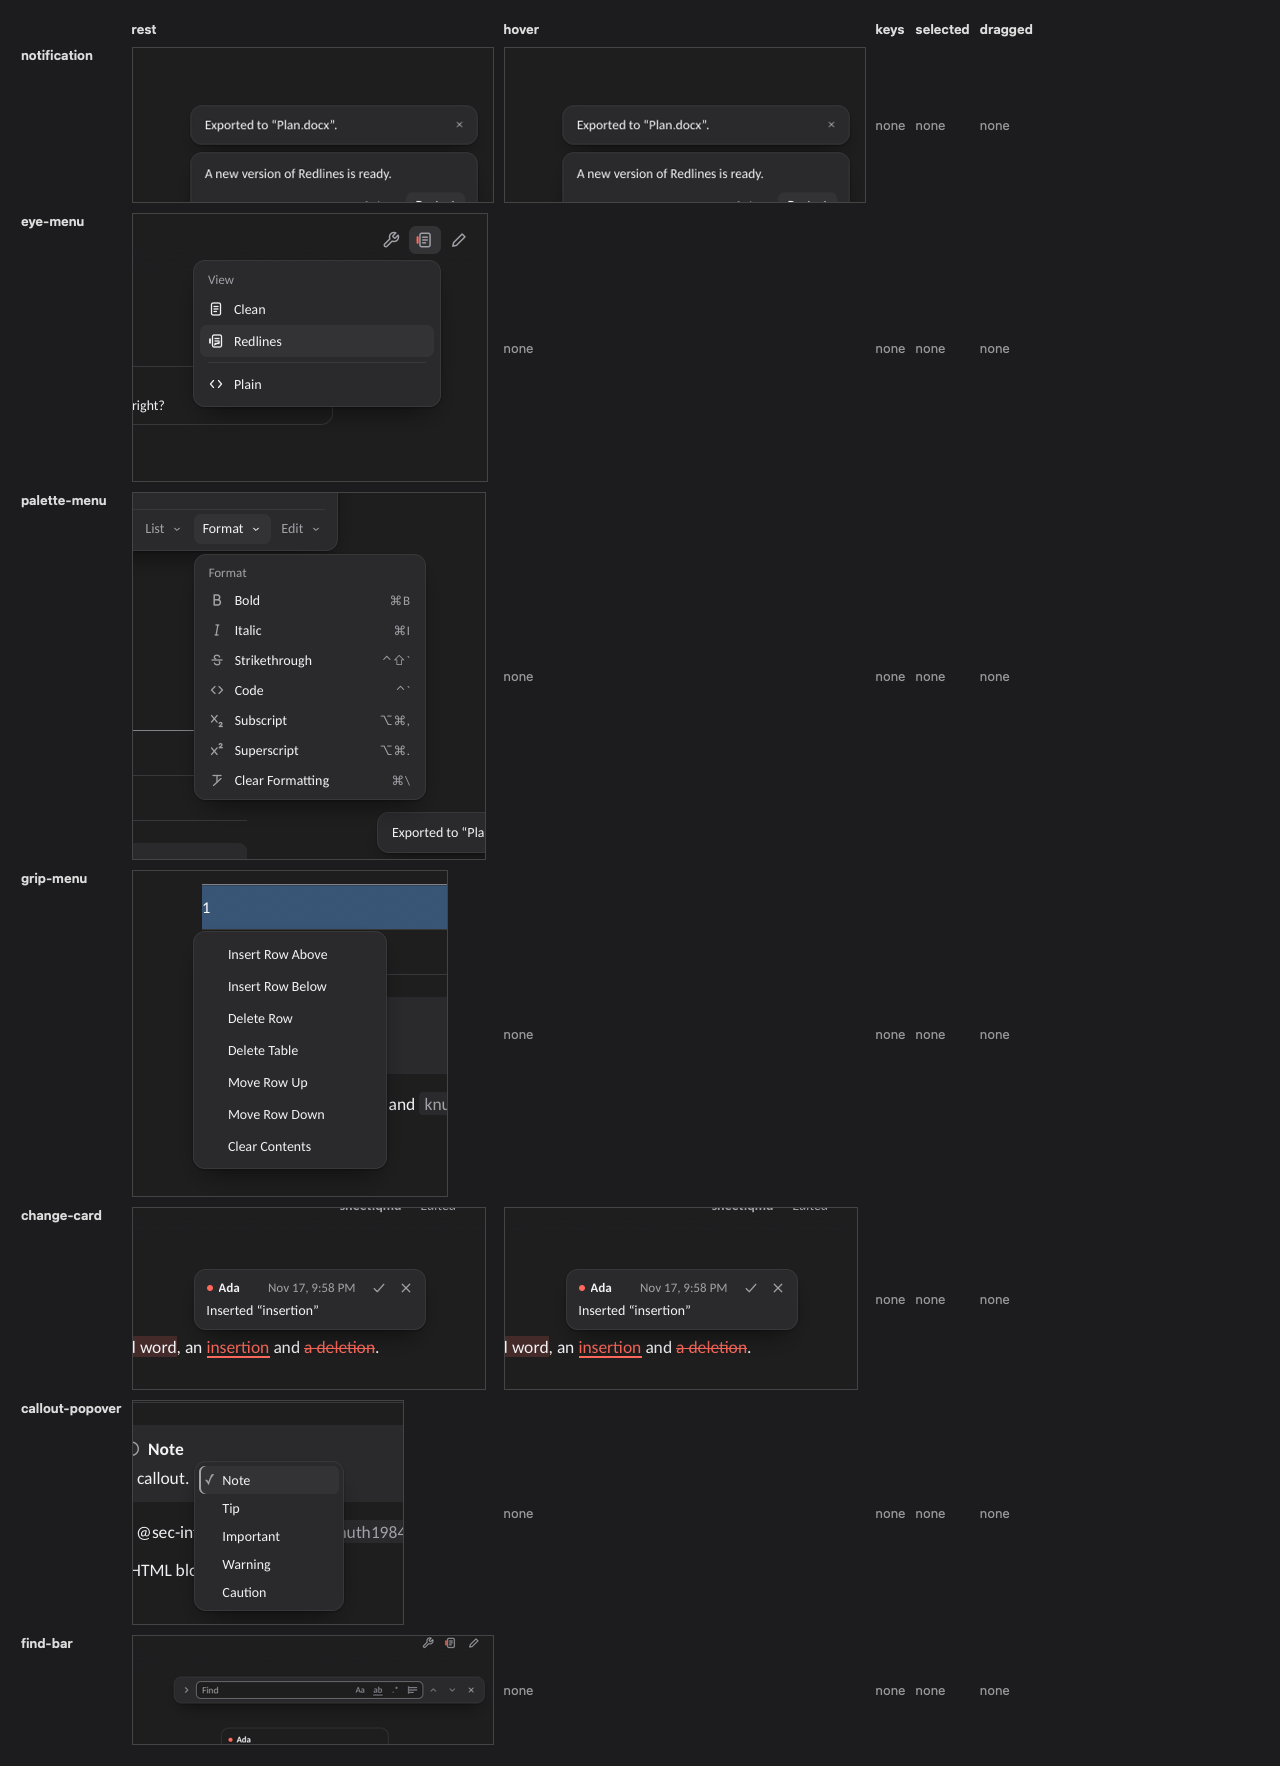 rest hover keys selected dragged
notification
Exported to “Plan.docx”. ×
A new version of Redlines is ready.
Exported to “Plan.docx”. ×
A new version of Redlines is ready.
none none none
eye-menu
View
Clean
Redlines
Plain
right?
none none none none
palette-menu
List Format Edit
Format
Bold ⌘B
Italic ⌘I
Strikethrough ^⇧`
Code ^`
Subscript ⌥⌘,
Superscript ⌥⌘.
Clear Formatting ⌘\
Exported to “Pla
none none none none
grip-menu
1
Insert Row Above
Insert Row Below
Delete Row
Delete Table
Move Row Up
Move Row Down
Clear Contents
and knu
none none none none
change-card
Ada Nov 17, 9:58 PM
Inserted “insertion”
l word, an insertion and a deletion.
Ada Nov 17, 9:58 PM
Inserted “insertion”
l word, an insertion and a deletion.
none none none
callout-popover
Note
callout.
✓ Note
Tip
@sec-in
Important
nuth1984
Warning
HTML blo
Caution
none none none none
find-bar
Find Aa ab .*
Ada
none none none none